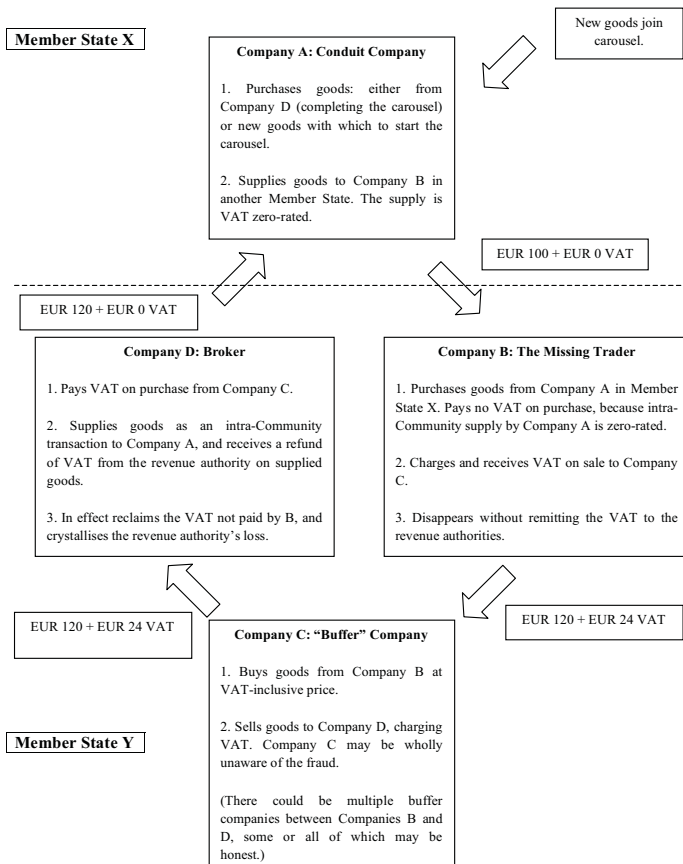 Member State X
New goods join
carousel.
Company A: Conduit Company
1. Purchases goods: either from
Company D (completing the carousel)
or new goods with which to start the
carousel.
2. Supplies goods to Company B in
another Member State. The supply is
VAT zero-rated.
EUR 100 + EUR 0 VAT
EUR 120 + EUR 0 VAT
Company D: Broker
1. Pays VAT on purchase from Company C.
2. Supplies goods as an intra-Community
transaction to Company A, and receives a refund
of VAT from the revenue authority on supplied
goods.
3. In effect reclaims the VAT not paid by B, and
crystallises the revenue authority’s loss.
Company B: The Missing Trader
1. Purchases goods from Company A in Member
State X. Pays no VAT on purchase, because intra-
Community supply by Company A is zero-rated.
2. Charges and receives VAT on sale to Company
C.
3. Disappears without remitting the VAT to the
revenue authorities.
EUR 120 + EUR 24 VAT
EUR 120 + EUR 24 VAT
Company C: “Buffer” Company
1. Buys goods from Company B at
VAT-inclusive price.
2. Sells goods to Company D, charging
VAT. Company C may be wholly
unaware of the fraud.
(There could be multiple buffer
companies between Companies B and
D, some or all of which may be
honest.)
Member State Y